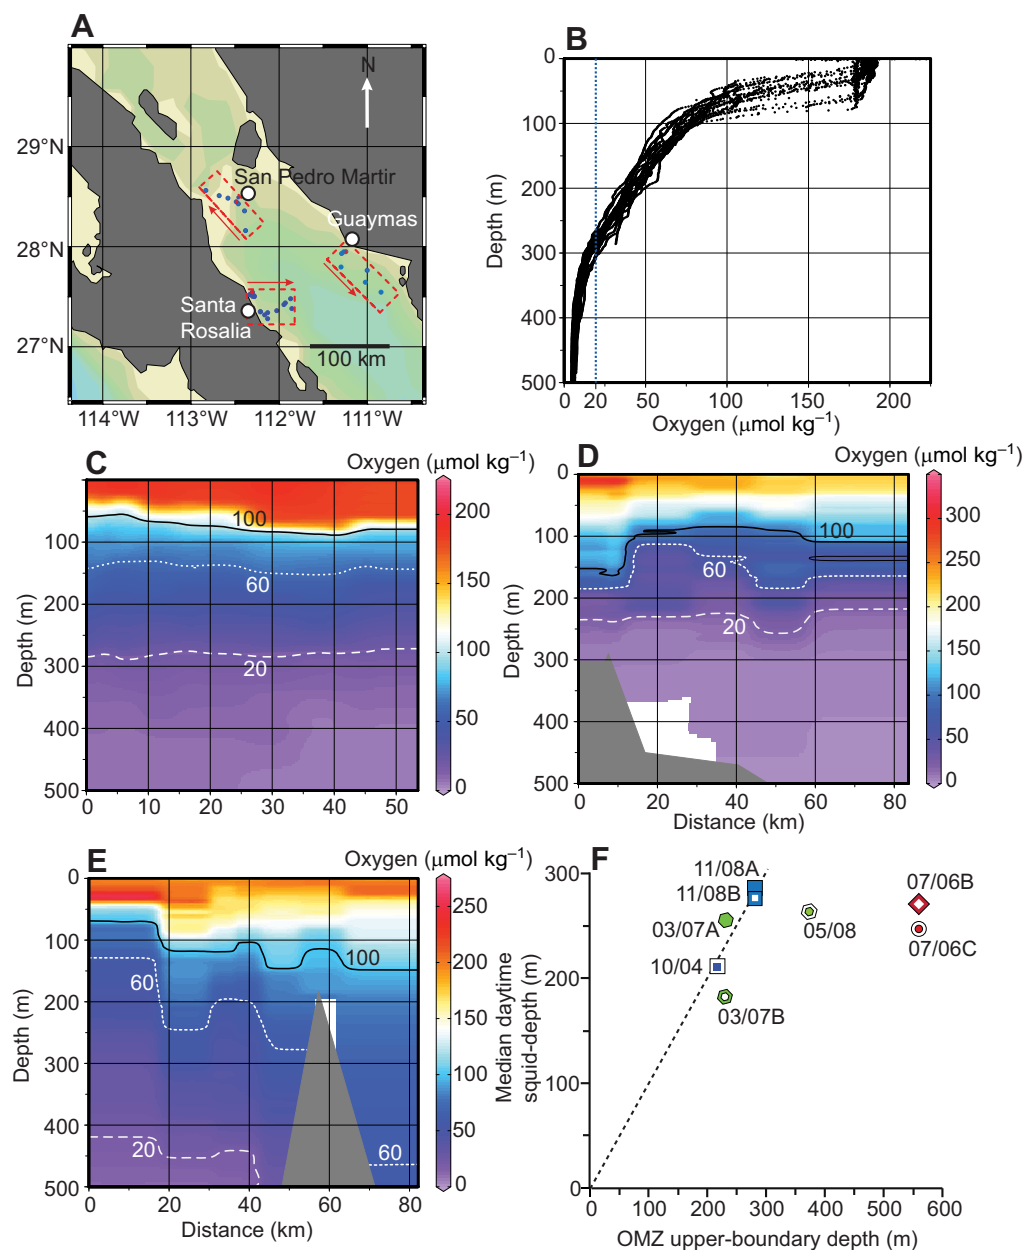 A
N
29°N
28°N
27°N
San Pedro Martir
Guaymas
Santa
Rosalia
100 km
114°W
113°W
112°W
111°W
B
0
100
200
300
400
500
Depth (m)
0
20
50
100
150
200
Oxygen (μmol kg–1)
C
Oxygen (μmol kg–1)
100
60
20
100
200
300
400
500
Depth (m)
0
10
20
30
40
50
200
150
100
50
0
D
Oxygen (μmol kg–1)
100
60
20
0
100
200
300
400
500
Depth (m)
0
20
40
60
80
Distance (km)
300
250
200
150
100
50
0
E
Oxygen (μmol kg–1)
100
60
20
60
0
100
200
300
400
500
Depth (m)
0
20
40
60
80
Distance (km)
250
200
150
100
50
0
F
300
200
100
0
Median daytime
squid-depth (m)
11/08A
11/08B
03/07A
10/04
03/07B
05/08
07/06B
07/06C
0
100
200
300
400
500
600
OMZ upper-boundary depth (m)